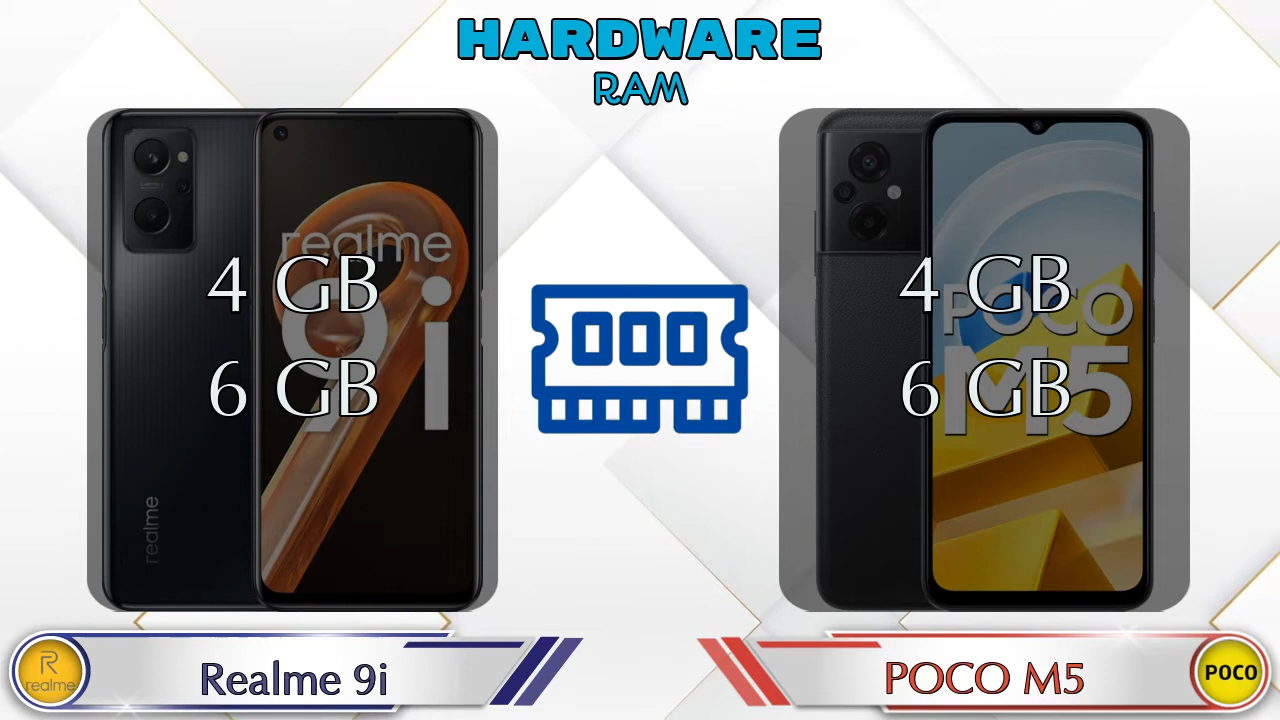 HARDWARE
RAM
realme
9i
4 GB
6 GB
realme
POCO
M5
4 GB
6 GB
R
realme
Realme 9i
POCO M5
POCO